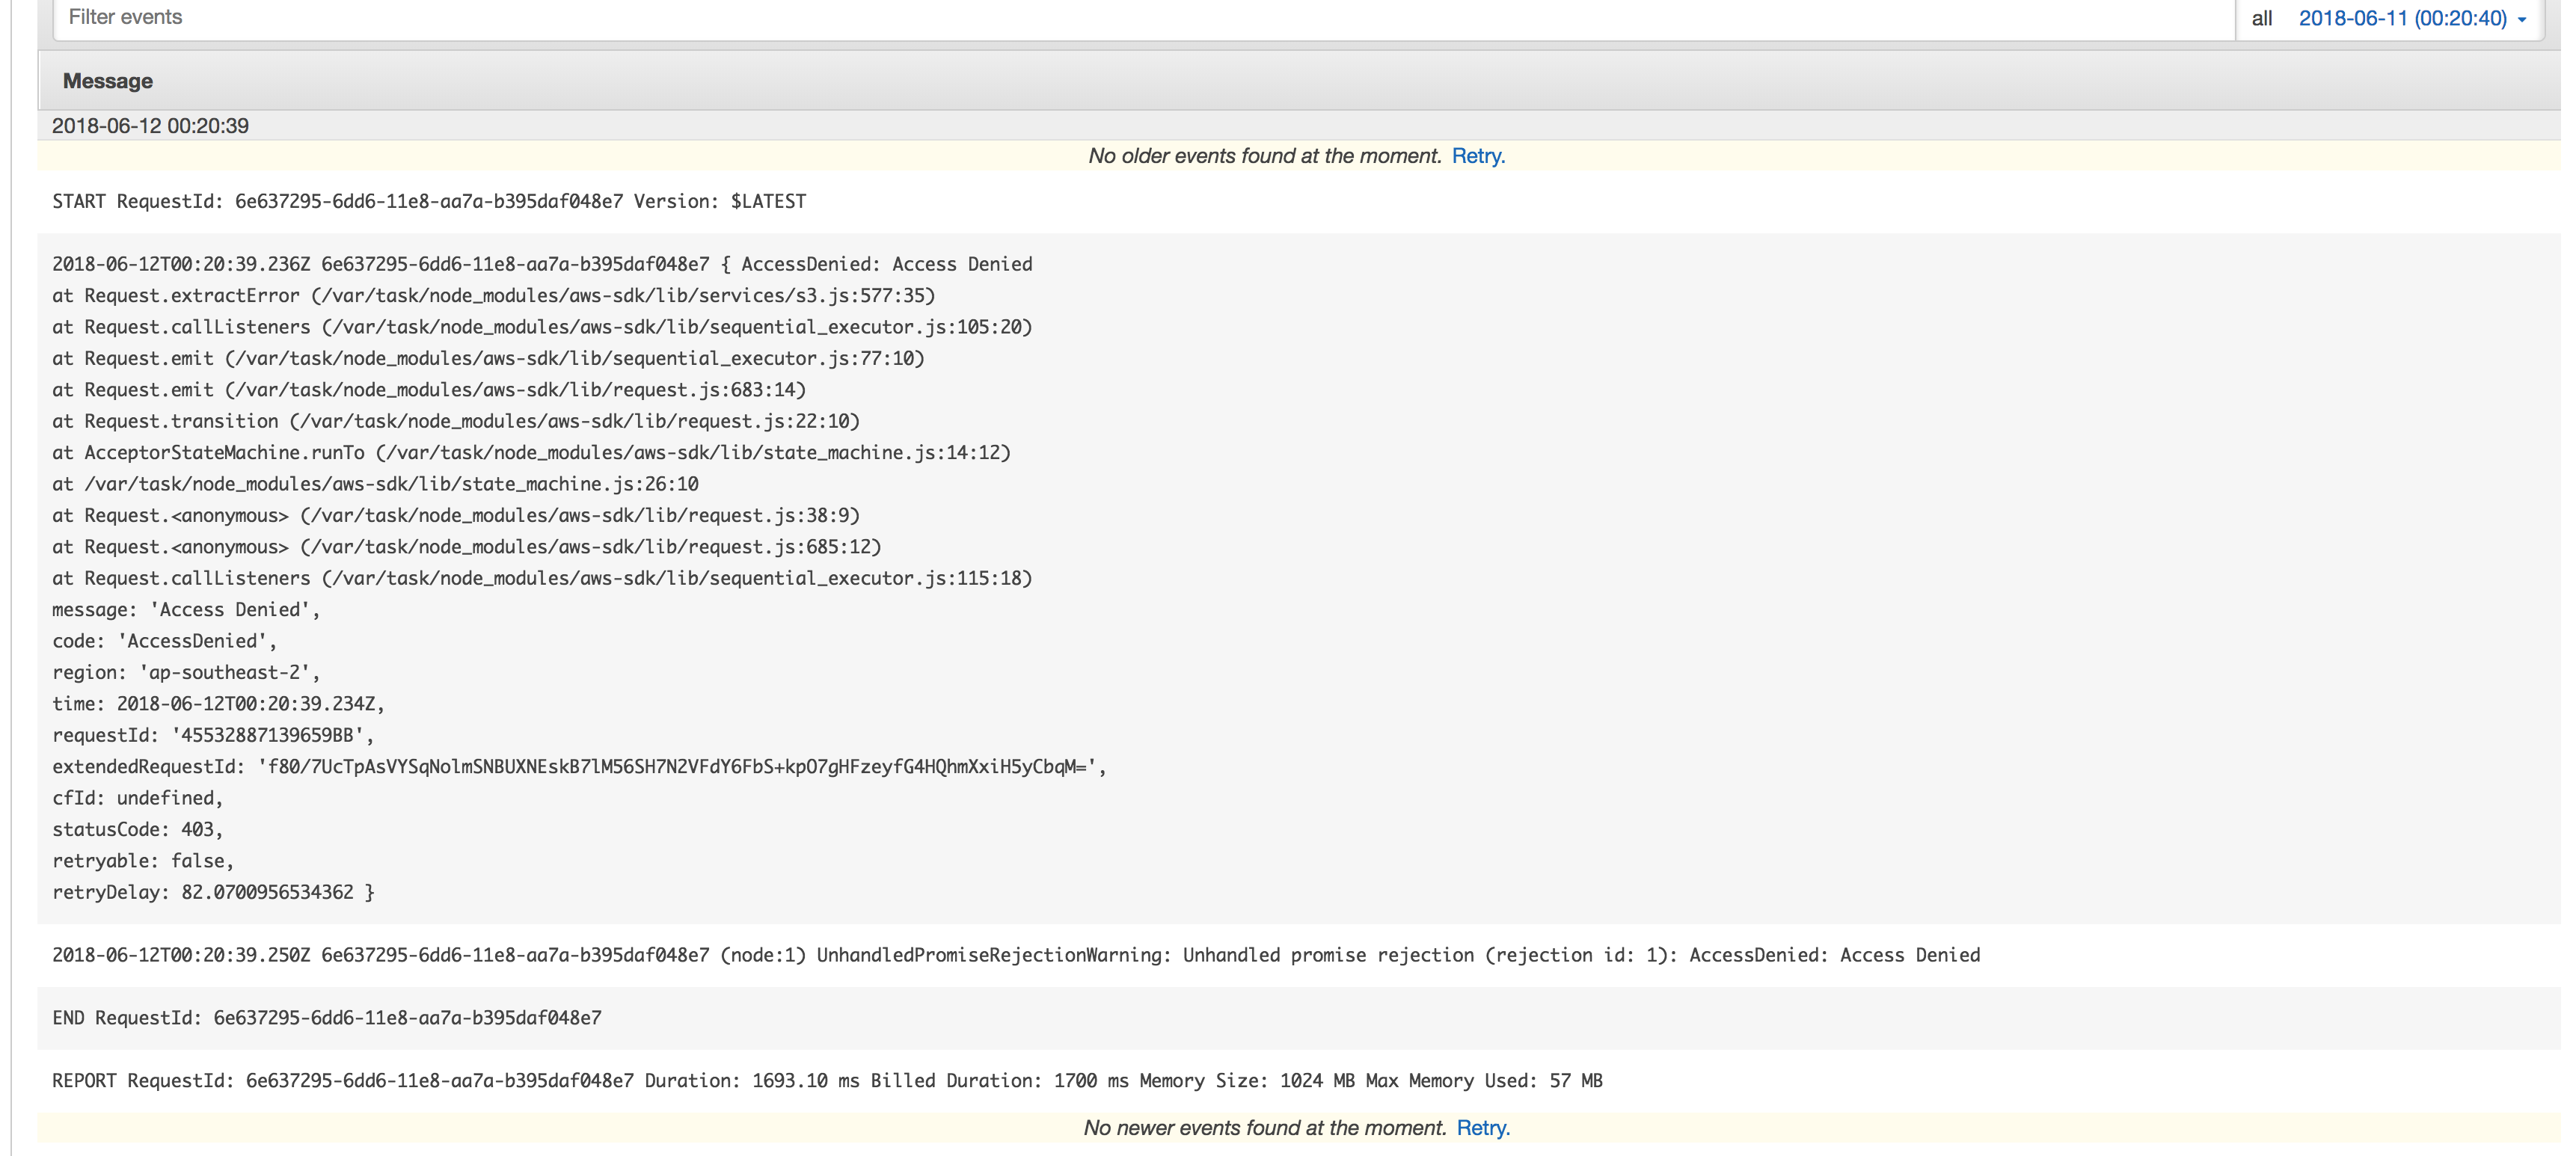 Filter events
all 2018-06-11 (00:20:40)
Message
2018-06-12 00:20:39
No older events found at the moment. Retry.
START RequestId: 6e637295-6dd6-11e8-aa7a-b395daf048e7 Version: $LATEST
2018-06-12T00:20:39.236Z 6e637295-6dd6-11e8-aa7a-b395daf048e7 { AccessDenied: Access Denied
at Request.extractError (/var/task/node_modules/aws-sdk/lib/services/s3.js:577:35)
at Request.callListeners (/var/task/node_modules/aws-sdk/lib/sequential_executor.js:105:20)
at Request.emit (/var/task/node_modules/aws-sdk/lib/sequential_executor.js:77:10)
at Request.emit (/var/task/node_modules/aws-sdk/lib/request.js:683:14)
at Request.transition (/var/task/node_modules/aws-sdk/lib/request.js:22:10)
at AcceptorStateMachine.runTo (/var/task/node_modules/aws-sdk/lib/state_machine.js:14:12)
at /var/task/node_modules/aws-sdk/lib/state_machine.js:26:10
at Request.<anonymous> (/var/task/node_modules/aws-sdk/lib/request.js:38:9)
at Request.<anonymous> (/var/task/node_modules/aws-sdk/lib/request.js:685:12)
at Request.callListeners (/var/task/node_modules/aws-sdk/lib/sequential_executor.js:115:18)
message: 'Access Denied',
code: 'AccessDenied',
region: 'ap-southeast-2',
time: 2018-06-12T00:20:39.234Z,
requestId: '45532887139659BB',
extendedRequestId: 'f80/7UcTpAsVYSqNolmSNBUXNEskB7lM56SH7N2VFdY6FbS+kpO7gHFzeyfG4HQhmXxiH5yCbqM=',
cfId: undefined,
statusCode: 403,
retryable: false,
retryDelay: 82.0700956534362 }
2018-06-12T00:20:39.250Z 6e637295-6dd6-11e8-aa7a-b395daf048e7 (node:1) UnhandledPromiseRejectionWarning: Unhandled promise rejection (rejection id: 1): AccessDenied: Access Denied
END RequestId: 6e637295-6dd6-11e8-aa7a-b395daf048e7
REPORT RequestId: 6e637295-6dd6-11e8-aa7a-b395daf048e7 Duration: 1693.10 ms Billed Duration: 1700 ms Memory Size: 1024 MB Max Memory Used: 57 MB
No newer events found at the moment. Retry.